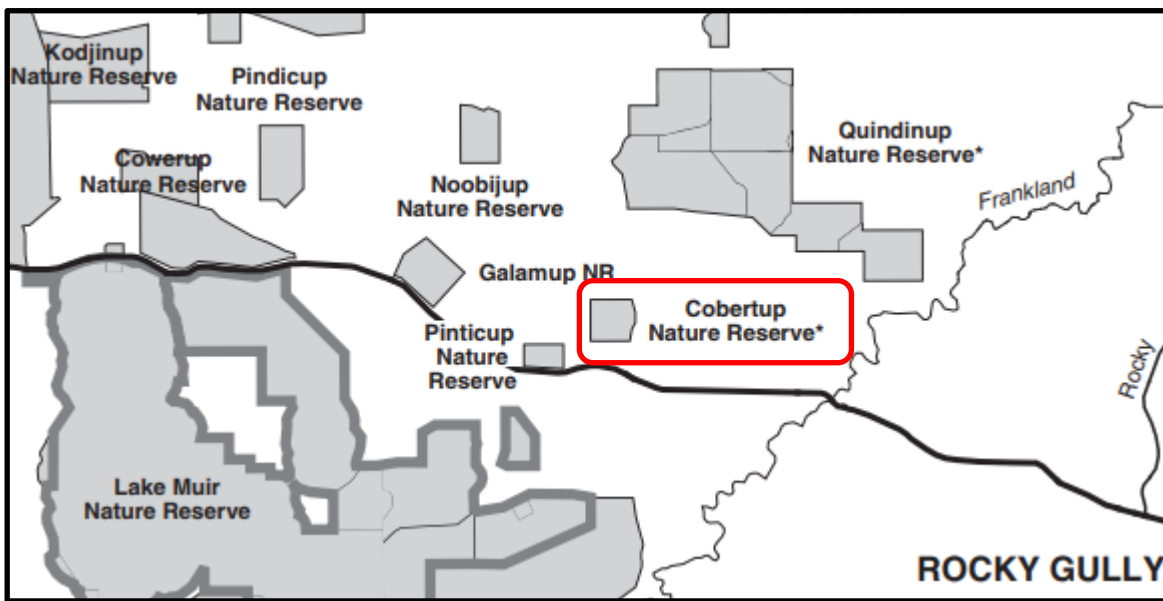 Kodjinup
Nature Reserve
Pindicup
Nature Reserve
Quindinup
Nature Reserve*
Cowerup
Nature Reserve
Noobijup
Nature Reserve
Frankland
Galamup NR
Cobertup
Nature Reserve*
Pinticup
Nature
Reserve
Rocky
Lake Muir
Nature Reserve
ROCKY GULLY